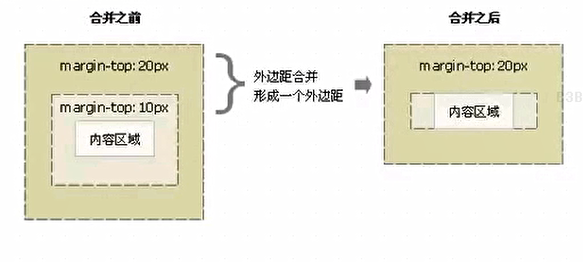 合并之前
合并之后
margin-top: 20px
margin-top: 10px
内容区域
外边距合并
形成一个外边距
margin-top: 20px
内容区域